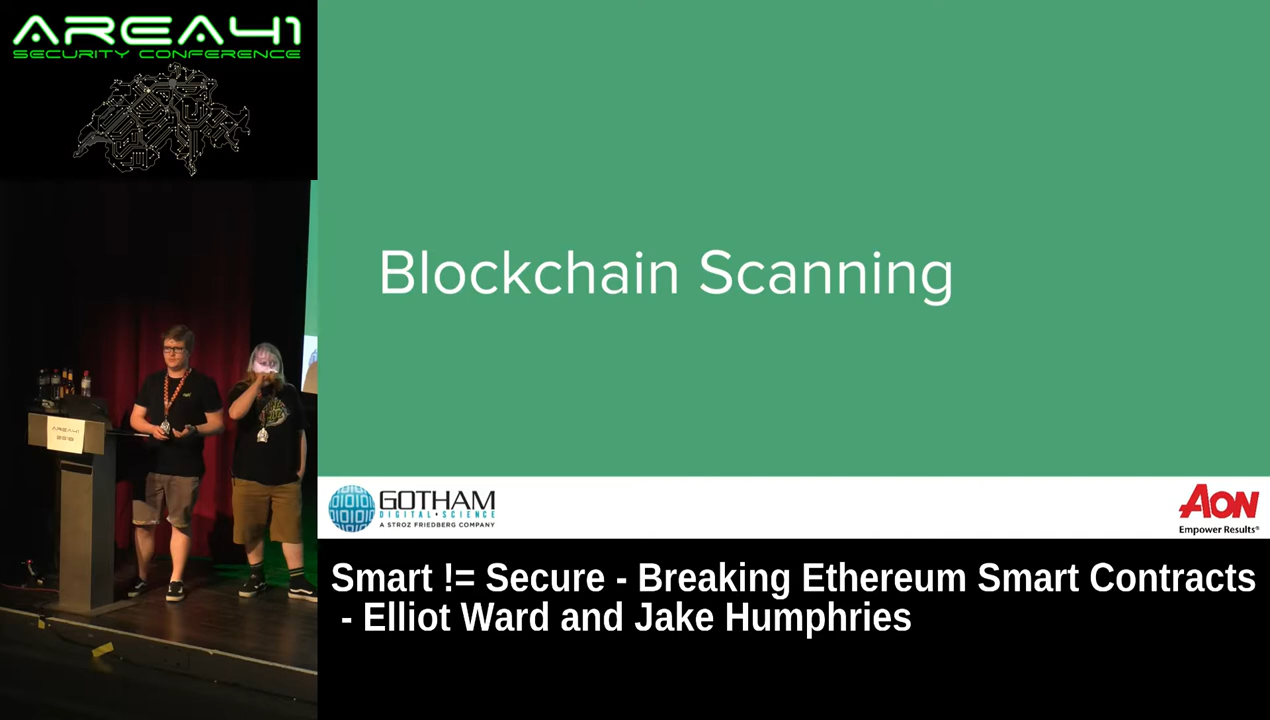 AREA41
SECURITY CONFERENCE
Blockchain Scanning
AREA41
GOTHAM
DIGITAL·SCIENCE
A STROZ FRIEDBERG COMPANY
AON
Empower Results®
Smart != Secure - Breaking Ethereum Smart Contracts
- Elliot Ward and Jake Humphries